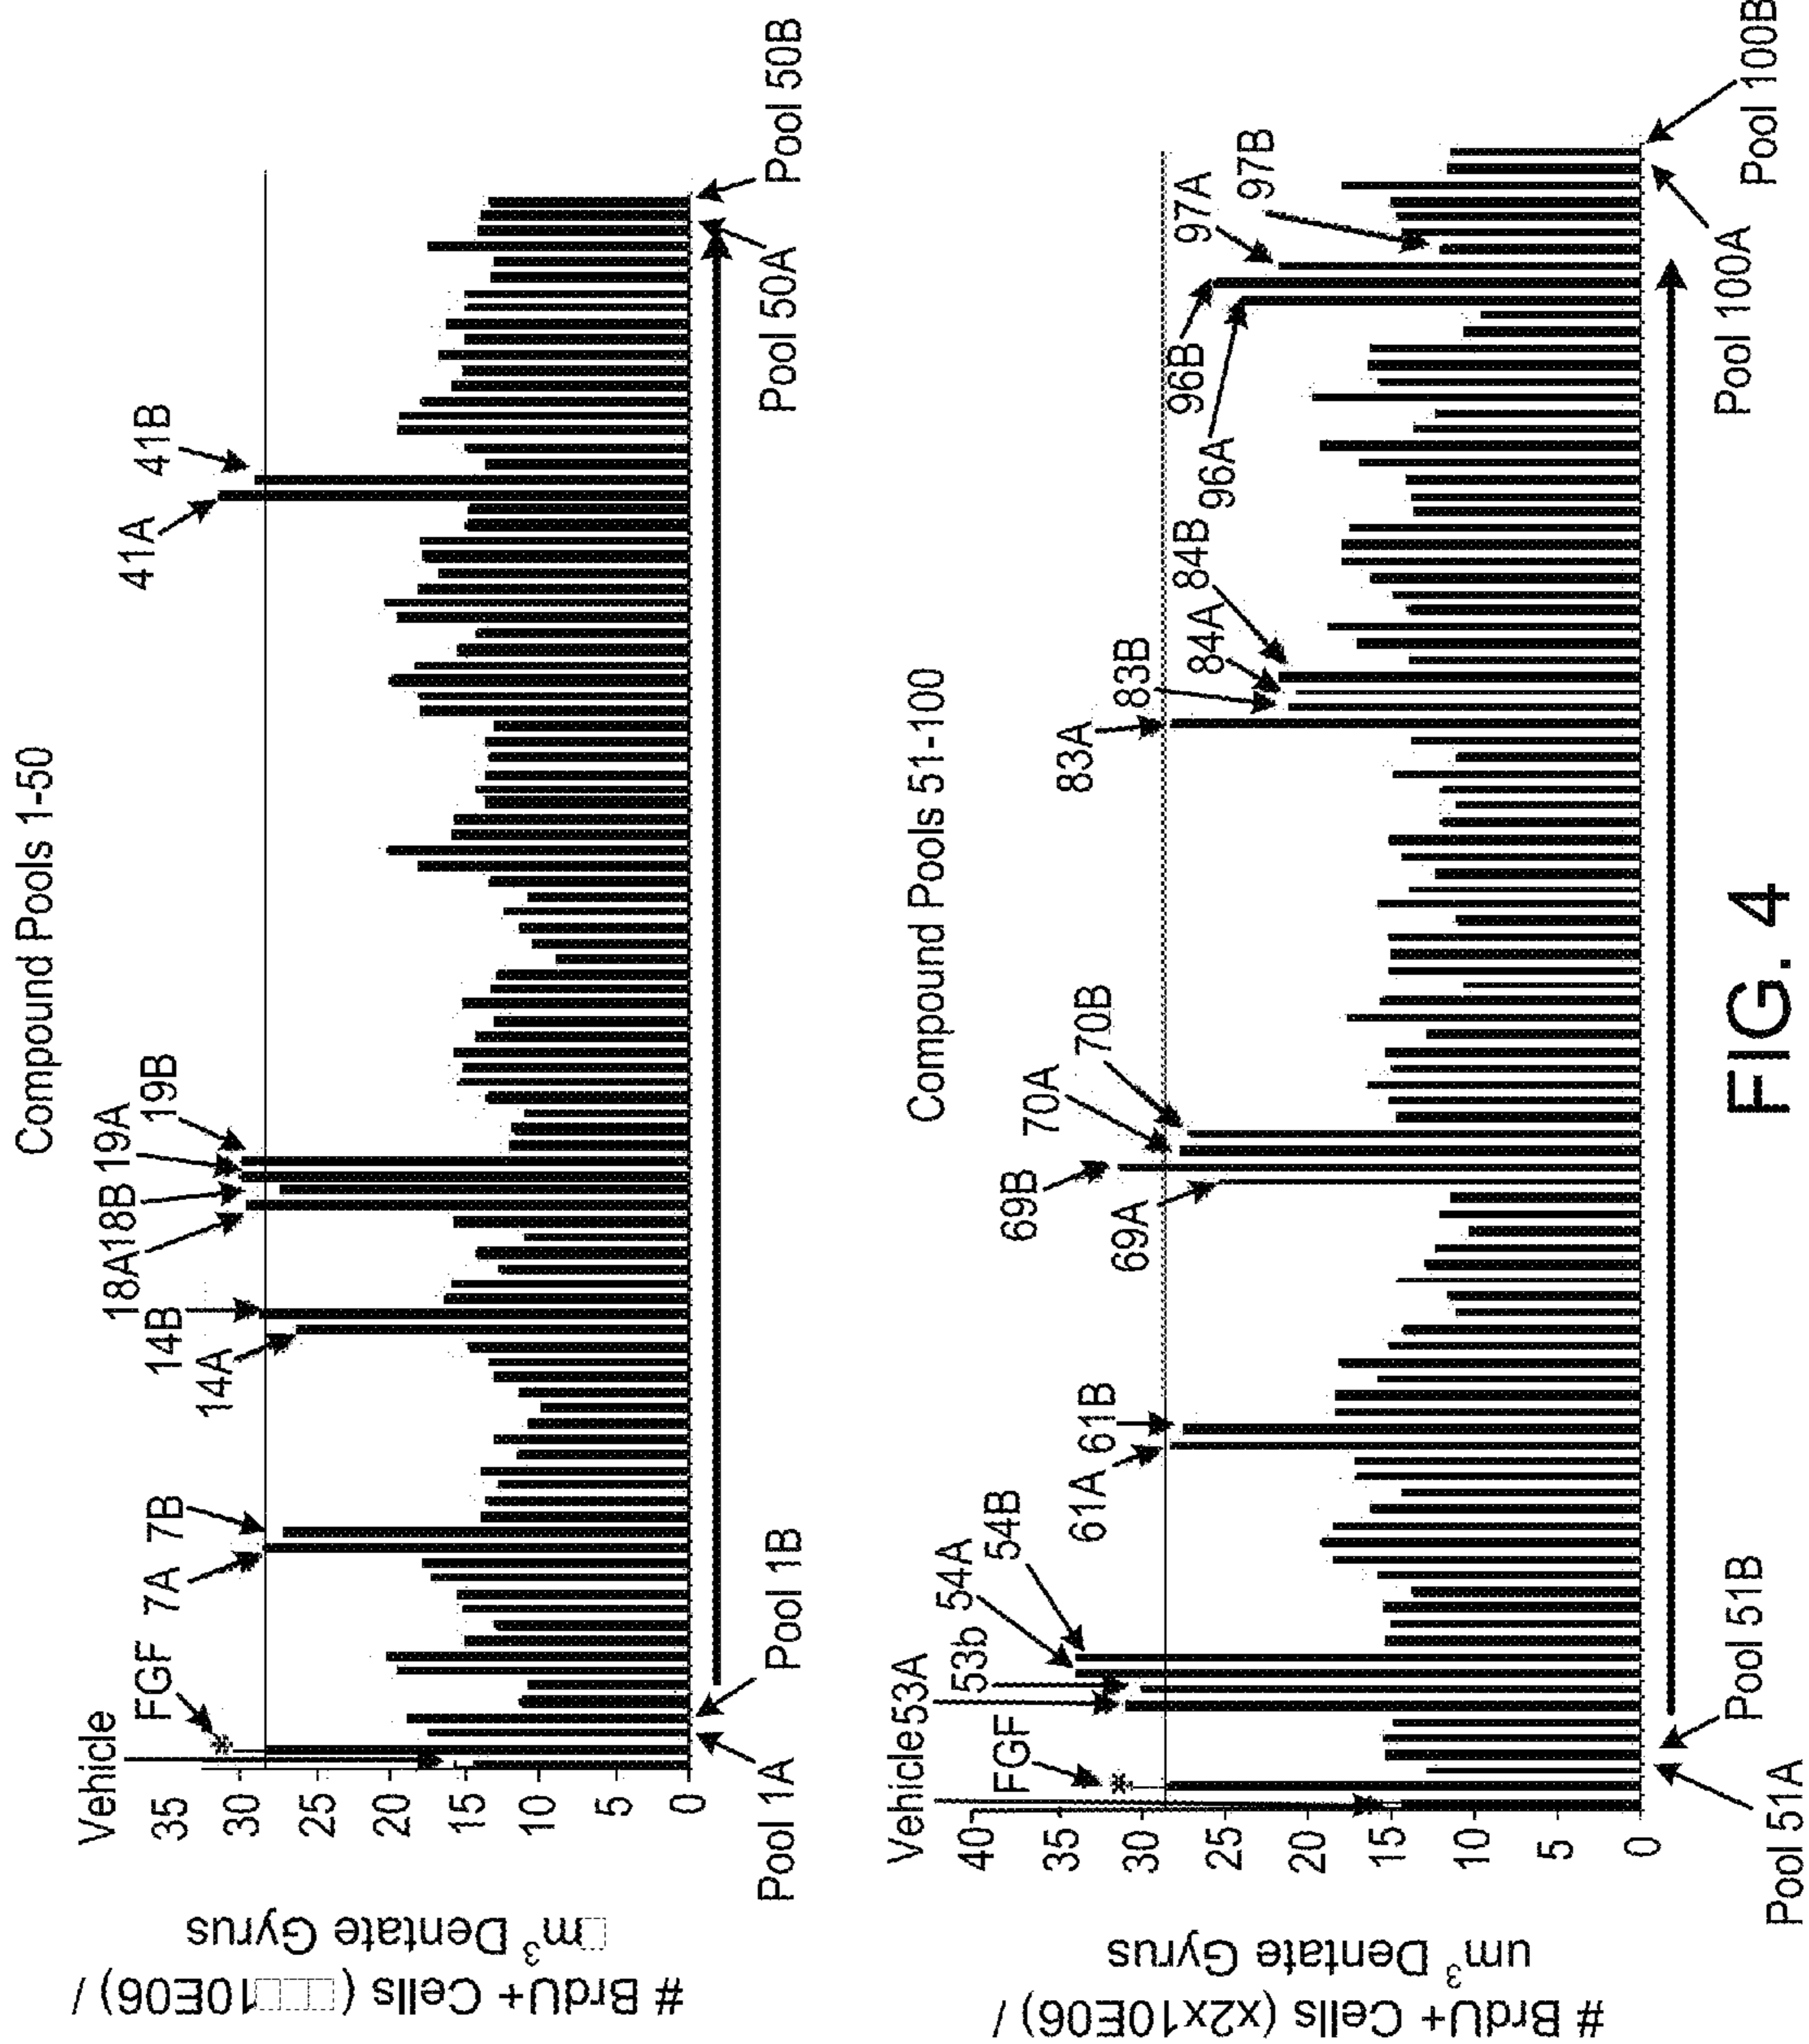 Compound Pools 1-50
# BrdU+ Cells (□□□10E06) /
□m³ Dentate Gyrus
Vehicle
FGF
7A
7B
14A
14B
18A
18B
19A
19B
41A
41B
35
30
25
20
15
10
5
0
Pool 1A
Pool 1B
Pool 50A
Pool 50B
Compound Pools 51-100
# BrdU+ Cells (x2x10E06) /
um³ Dentate Gyrus
Vehicle
FGF
53A
53b
54A
54B
61A
61B
69A
69B
70A
70B
83A
83B
84A
84B
96A
96B
97A
97B
40
35
30
25
20
15
10
5
0
Pool 51A
Pool 51B
Pool 100A
Pool 100B
FIG. 4